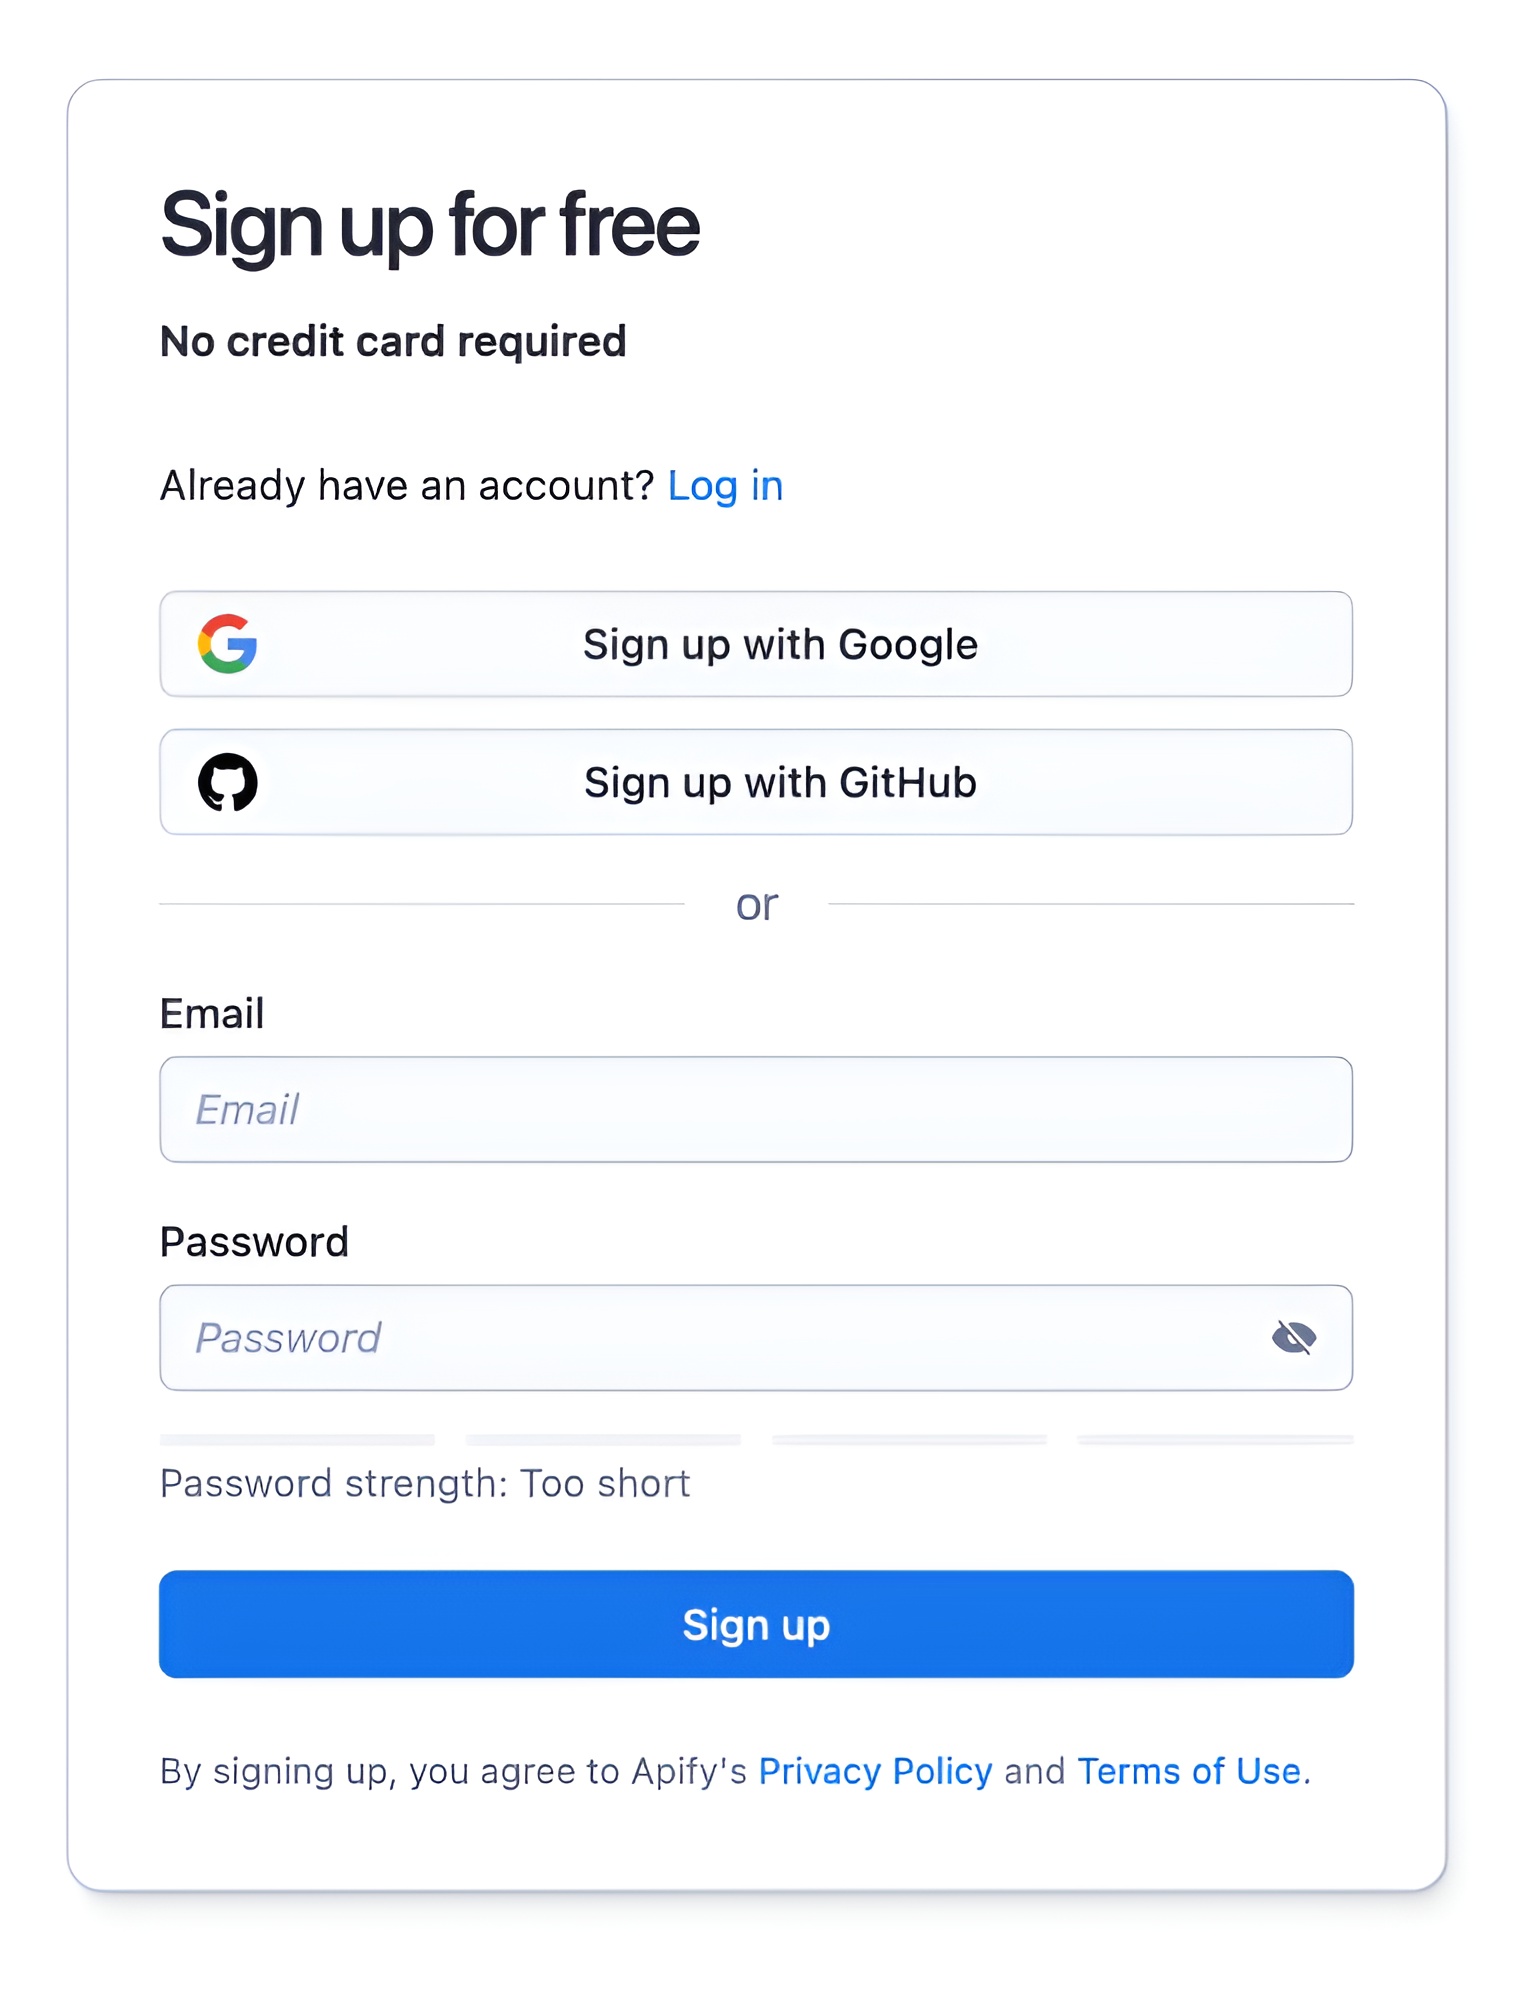 Sign up for free
No credit card required
Already have an account? Log in
Sign up with Google
Sign up with GitHub
or
Email
Email
Password
Password
Password strength: Too short
Sign up
By signing up, you agree to Apify's Privacy Policy and Terms of Use.